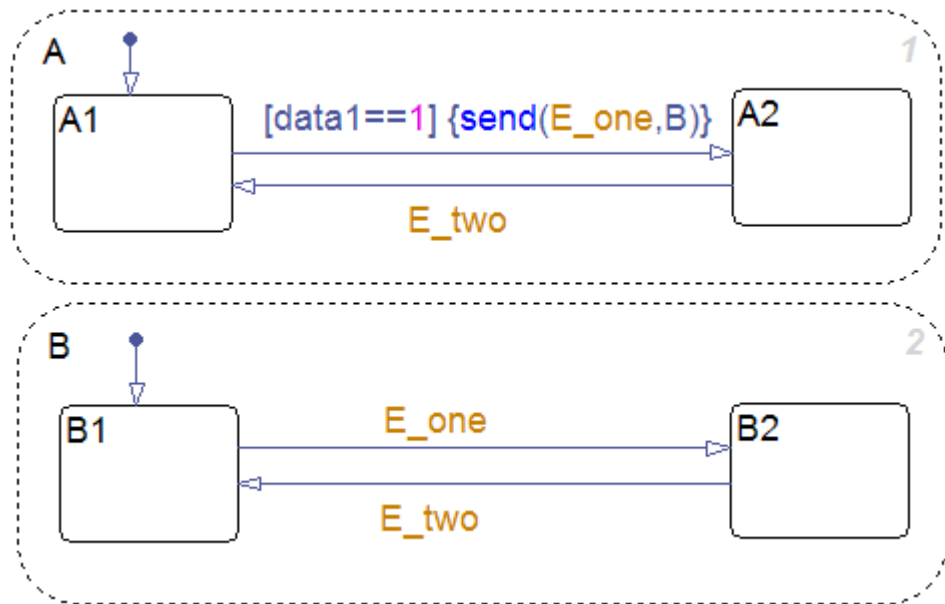 A
1
A1
[data1==1] {send(E_one,B)}
A2
E_two
B
2
B1
E_one
B2
E_two